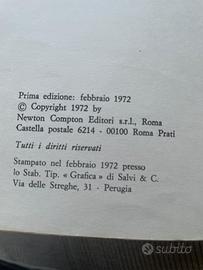 Prima edizione: febbraio 1972
© Copyright 1972 by
Newton Compton Editori s.r.l., Roma
Casella postale 6214 - 00100 Roma Prati
Tutti i diritti riservati
Stampato nel febbraio 1972 presso
lo Stab. Tip. « Grafica » di Salvi & C.
Via delle Streghe, 31 - Perugia
subito